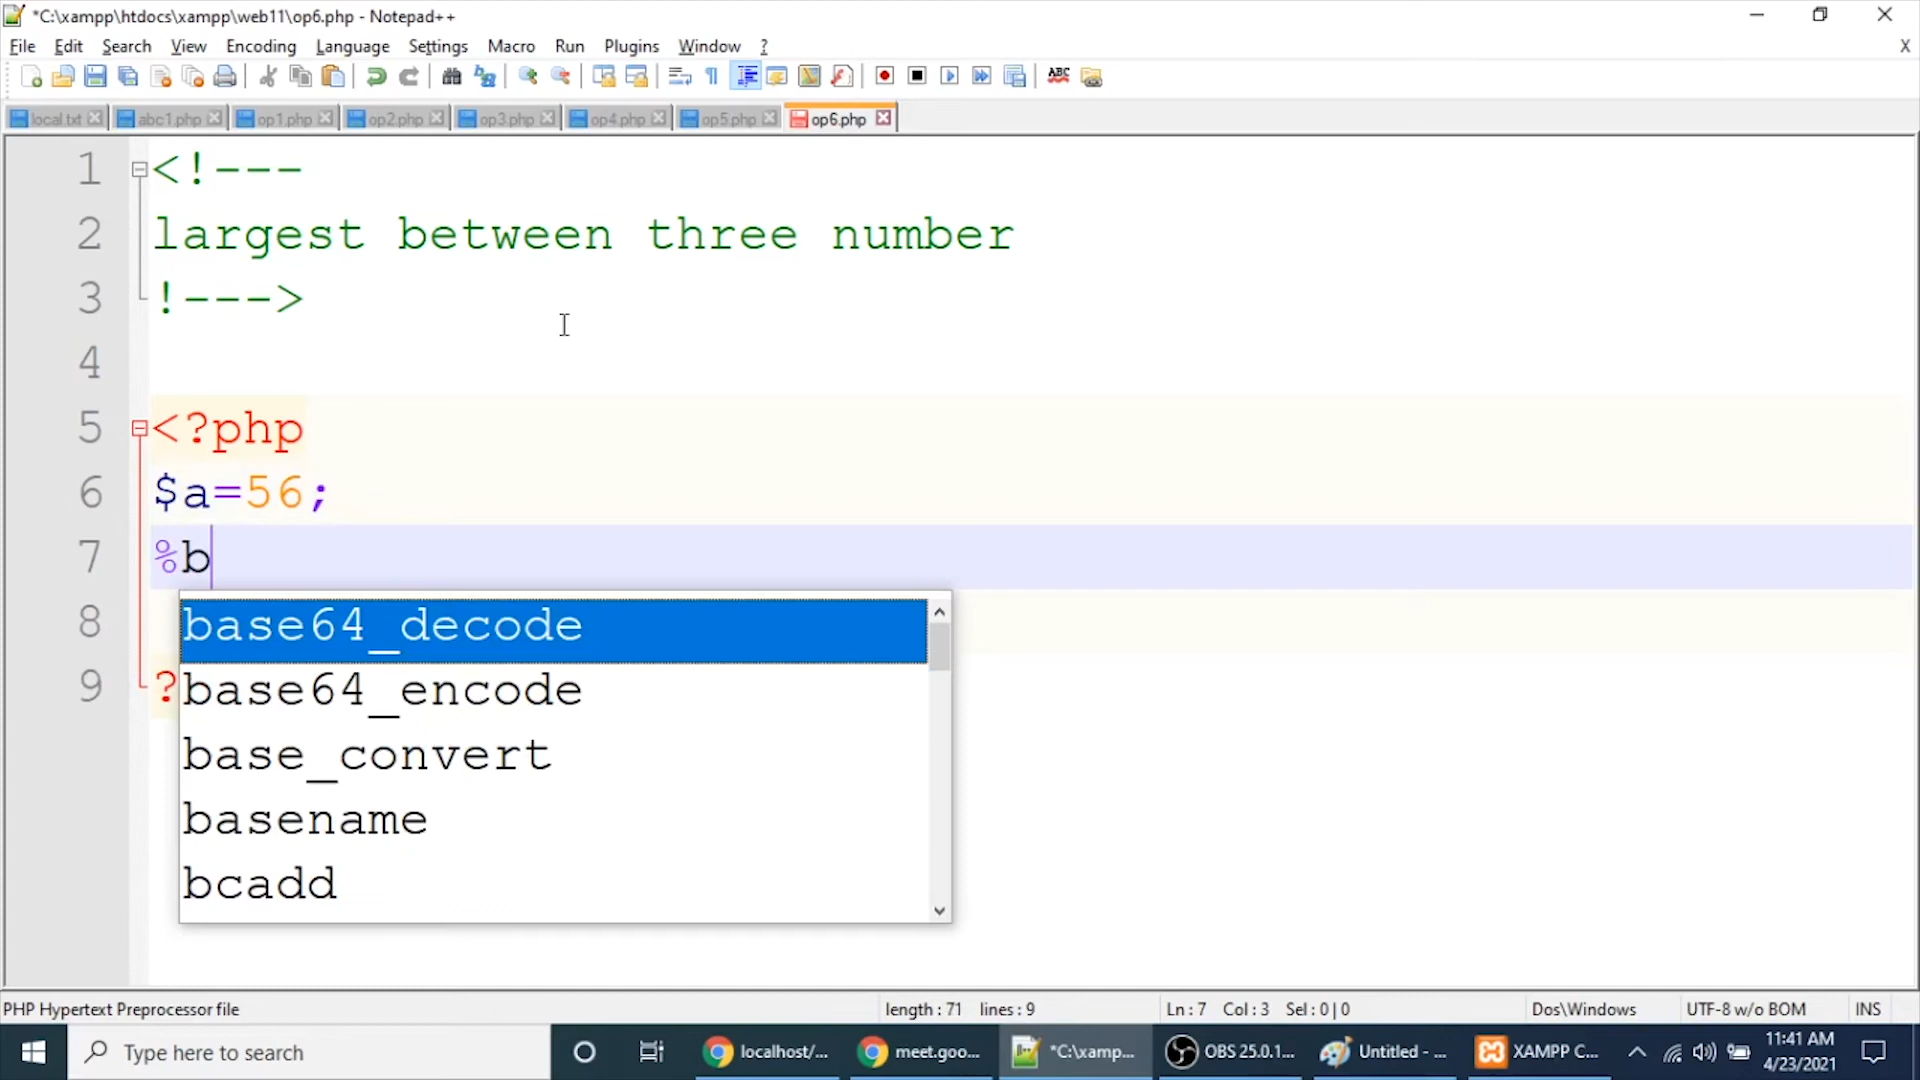 *C:\xampp\htdocs\xampp\web11\op6.php - Notepad++
File Edit Search View Encoding Language Settings Macro Run Plugins Window ? X
local.txt abc1.php op1.php op2.php op3.php op4.php op5.php op6.php
1 <!---
2 largest between three number
3 !--->
4
5 <?php
6 $a=56;
7 %b
8 base64_decode
9 ? base64_encode
base_convert
basename
bcadd
PHP Hypertext Preprocessor file length : 71 lines : 9 Ln : 7 Col : 3 Sel : 0 | 0 Dos\Windows UTF-8 w/o BOM INS
Type here to search localhost/... meet.goo... *C:\xamp... OBS 25.0.1... Untitled - ... XAMPP C... 11:41 AM
4/23/2021